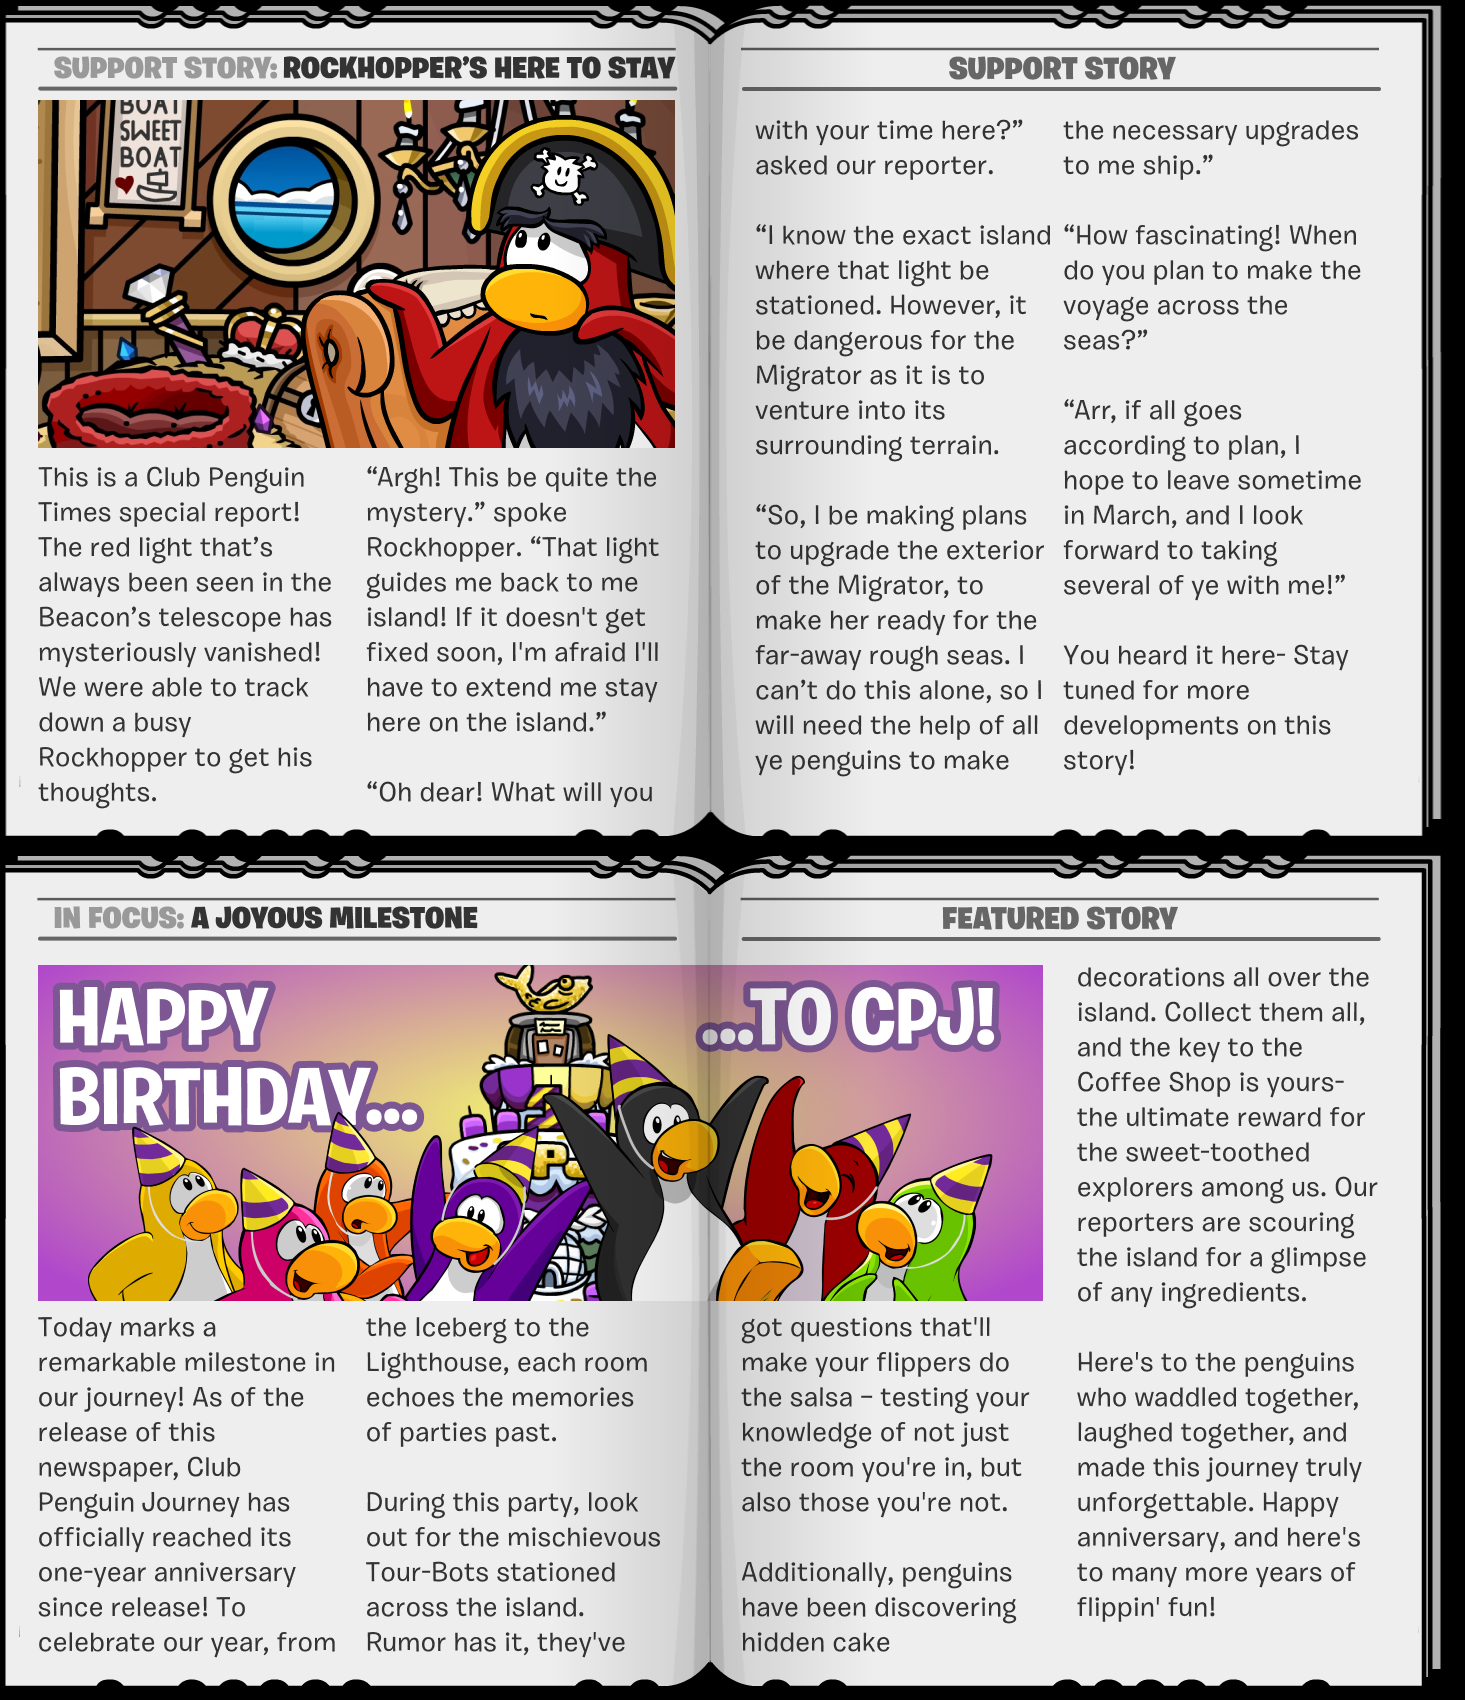 SUPPORT STORY: ROCKHOPPER'S HERE TO STAY
BOAT
SWEET
BOAT
This is a Club Penguin
Times special report!
The red light that's
always been seen in the
Beacon's telescope has
mysteriously vanished!
We were able to track
down a busy
Rockhopper to get his
thoughts.
“Argh! This be quite the
mystery.” spoke
Rockhopper. “That light
guides me back to me
island! If it doesn't get
fixed soon, I'm afraid I'll
have to extend me stay
here on the island.”
“Oh dear! What will you
SUPPORT STORY
with your time here?”
asked our reporter.
“I know the exact island
where that light be
stationed. However, it
be dangerous for the
Migrator as it is to
venture into its
surrounding terrain.
“So, I be making plans
to upgrade the exterior
of the Migrator, to
make her ready for the
far-away rough seas. I
can’t do this alone, so I
will need the help of all
ye penguins to make
the necessary upgrades
to me ship.”
“How fascinating! When
do you plan to make the
voyage across the
seas?”
“Arr, if all goes
according to plan, I
hope to leave sometime
in March, and I look
forward to taking
several of ye with me!”
You heard it here- Stay
tuned for more
developments on this
story!
IN FOCUS: A JOYOUS MILESTONE
HAPPY
BIRTHDAY...
Today marks a
remarkable milestone in
our journey! As of the
release of this
newspaper, Club
Penguin Journey has
officially reached its
one-year anniversary
since release! To
celebrate our year, from
the Iceberg to the
Lighthouse, each room
echoes the memories
of parties past.
During this party, look
out for the mischievous
Tour-Bots stationed
across the island.
Rumor has it, they've
FEATURED STORY
...TO CPJ!
got questions that'll
make your flippers do
the salsa – testing your
knowledge of not just
the room you're in, but
also those you're not.
Additionally, penguins
have been discovering
hidden cake
decorations all over the
island. Collect them all,
and the key to the
Coffee Shop is yours-
the ultimate reward for
the sweet-toothed
explorers among us. Our
reporters are scouring
the island for a glimpse
of any ingredients.
Here's to the penguins
who waddled together,
laughed together, and
made this journey truly
unforgettable. Happy
anniversary, and here's
to many more years of
flippin' fun!